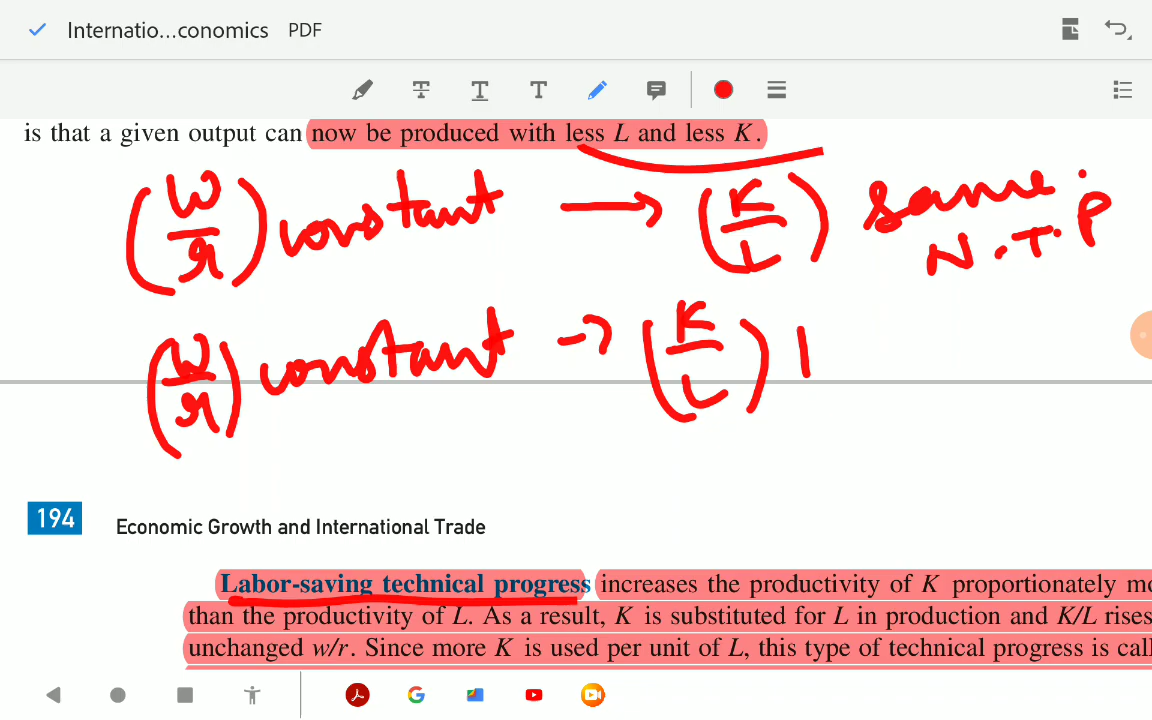 Internatio...conomics PDF
is that a given output can now be produced with less L and less K.
(w/r) constant → (K/L) same
N.T.P
(w/r) constant → (K/L)
194 Economic Growth and International Trade
Labor-saving technical progress increases the productivity of K proportionately mo
than the productivity of L. As a result, K is substituted for L in production and K/L rises
unchanged w/r. Since more K is used per unit of L, this type of technical progress is call